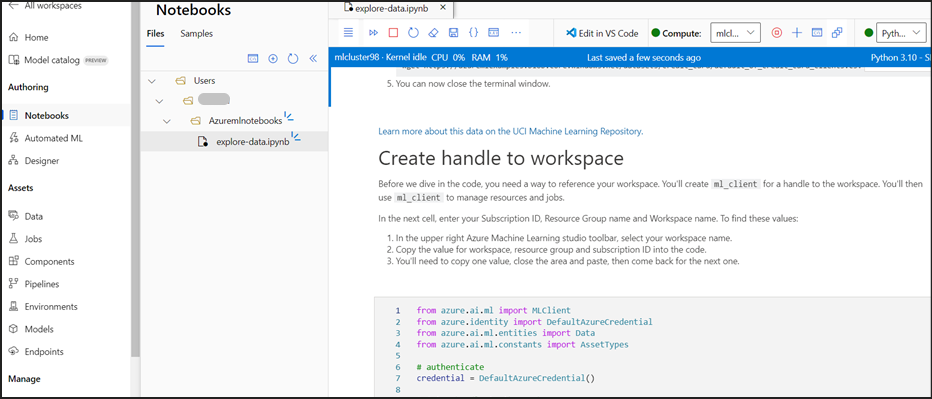 All workspaces
Home
Model catalog PREVIEW
Authoring
Notebooks
Automated ML
Designer
Assets
Data
Jobs
Components
Pipelines
Environments
Models
Endpoints
Manage
Notebooks
Files Samples
Users
Azuremlnotebooks
explore-data.ipynb
explore-data.ipynb
Edit in VS Code Compute: mlcl... Pyth...
mlcluster98 · Kernel idle CPU 0% RAM 1% Last saved a few seconds ago Python 3.10 - S
5. You can now close the terminal window.
Learn more about this data on the UCI Machine Learning Repository.
Create handle to workspace
Before we dive in the code, you need a way to reference your workspace. You'll create ml_client for a handle to the workspace. You'll then
use ml_client to manage resources and jobs.
In the next cell, enter your Subscription ID, Resource Group name and Workspace name. To find these values:
1. In the upper right Azure Machine Learning studio toolbar, select your workspace name.
2. Copy the value for workspace, resource group and subscription ID into the code.
3. You'll need to copy one value, close the area and paste, then come back for the next one.
1 from azure.ai.ml import MLClient
2 from azure.identity import DefaultAzureCredential
3 from azure.ai.ml.entities import Data
4 from azure.ai.ml.constants import AssetTypes
5
6 # authenticate
7 credential = DefaultAzureCredential()
8